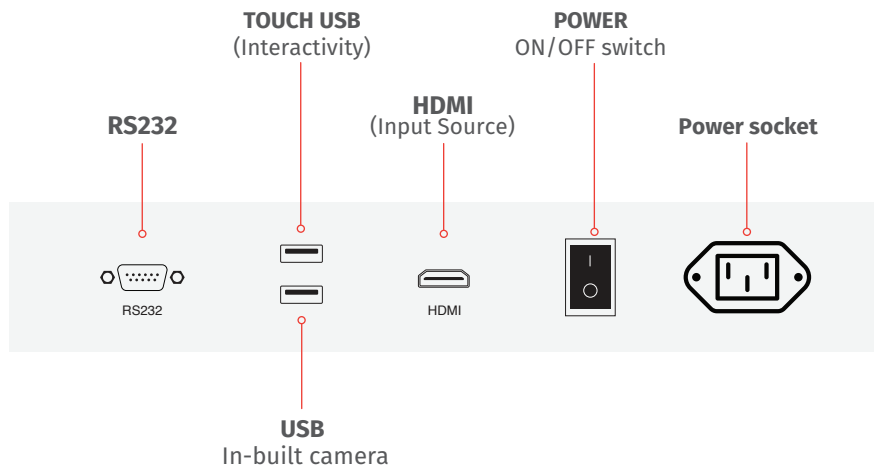 TOUCH USB
(Interactivity)
POWER
ON/OFF switch
HDMI
(Input Source)
RS232
Power socket
RS232
HDMI
USB
In-built camera